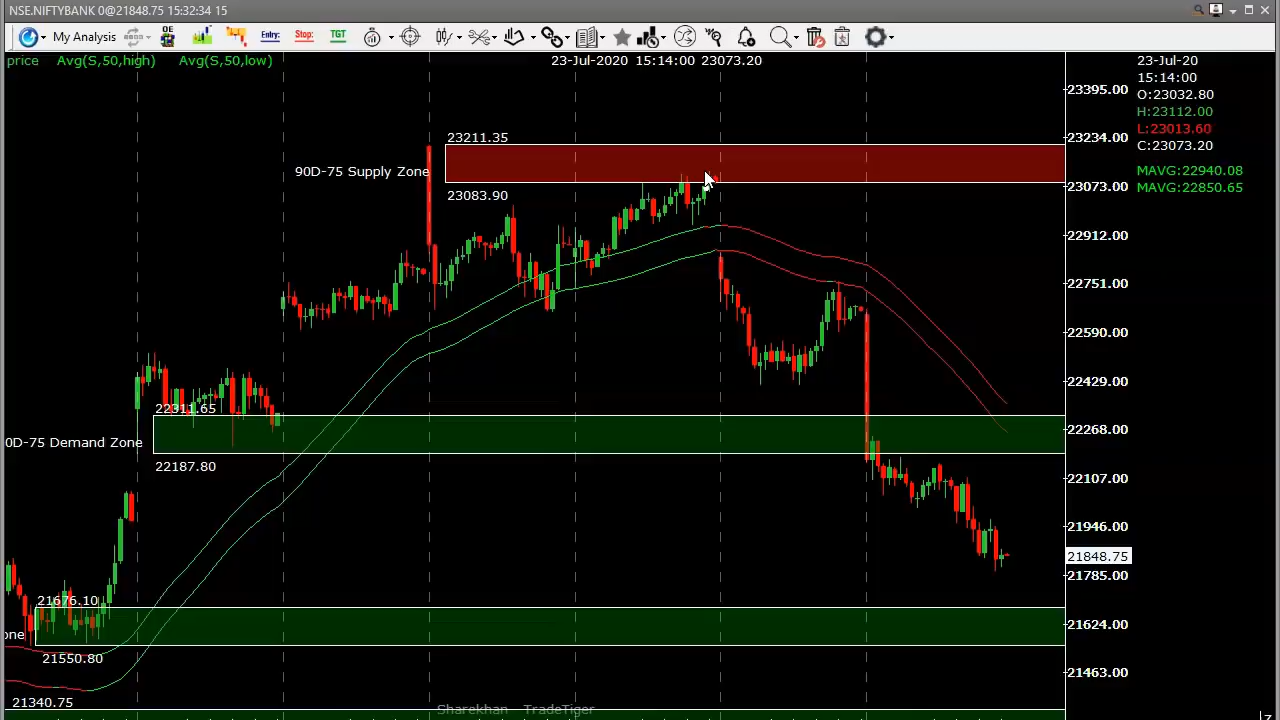 NSE.NIFTYBANK 0@21848.75 15:32:34 15
My Analysis
OE
Entry:
Stop:
TGT
price Avg(S,50,high) Avg(S,50,low)
23-Jul-2020 15:14:00 23073.20
23-Jul-20
15:14:00
O:23032.80
H:23112.00
L:23013.60
C:23073.20
MAVG:22940.08
MAVG:22850.65
23395.00
23234.00
23073.00
22912.00
22751.00
22590.00
22429.00
22268.00
22107.00
21946.00
21848.75
21785.00
21624.00
21463.00
23211.35
90D-75 Supply Zone
23083.90
22311.65
0D-75 Demand Zone
22187.80
21676.10
one
21550.80
21340.75
Sharekhan TradeTiger